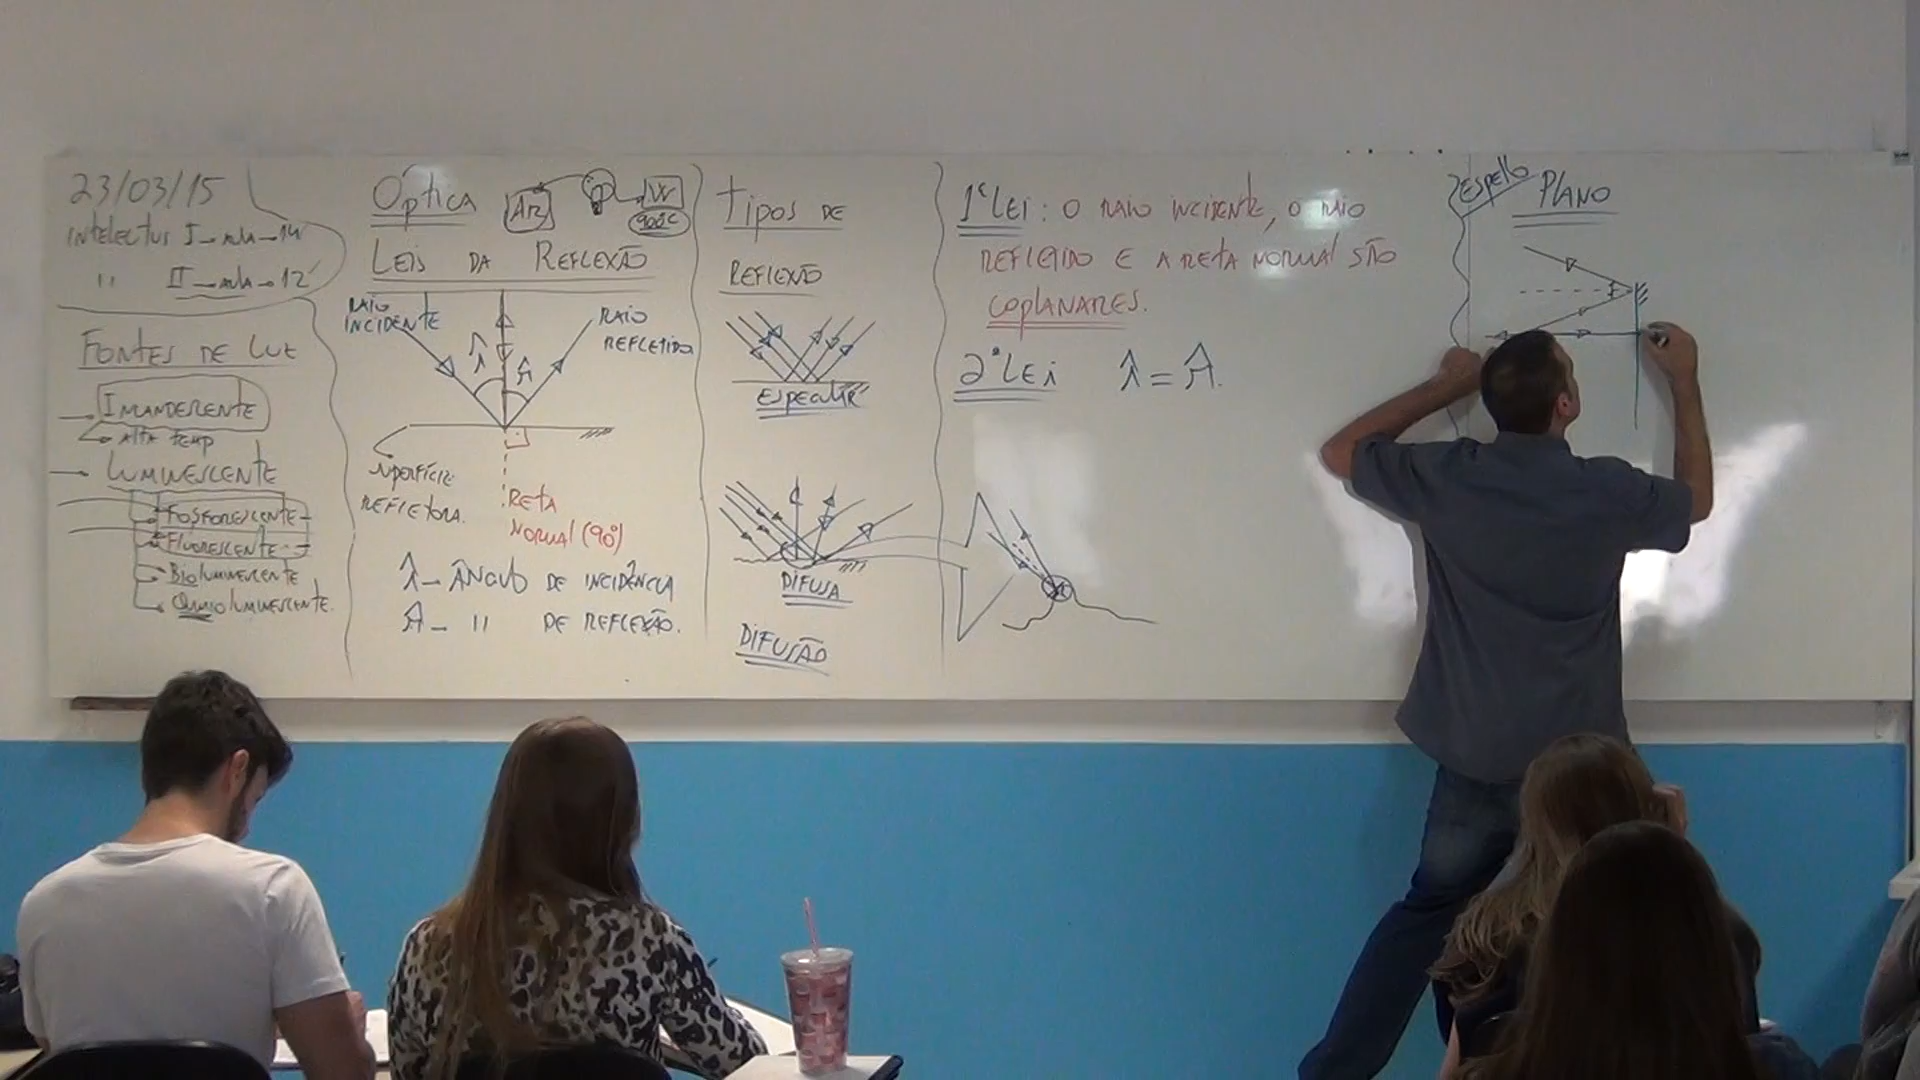 23/03/15
intelectus I - aula - 14
" II - aula - 12
FONTES DE LUZ
INCANDESCENTE
ALTA TEMP
LUMINESCENTE
FOSFORESCENTE
FLUORESCENTE
BIOLUMINESCENTE
QUIMIOLUMINESCENTE.
Óptica
AR
W
900°C
LEIS DA REFLEXÃO
RAIO
INCIDENTE
RAIO
REFLETIDO
î
r̂
SUPERFÍCIE
REFLETORA.
RETA
NORMAL (90°)
î - ÂNGULO DE INCIDÊNCIA
r̂ - " DE REFLEXÃO.
TIPOS DE
REFLEXÃO
ESPECULAR
DIFUSA
DIFUSÃO
1ª LEI: O RAIO INCIDENTE, O RAIO
REFLETIDO E A RETA NORMAL SÃO
COPLANARES.
2ª LEI î = r̂.
ESPELHO PLANO